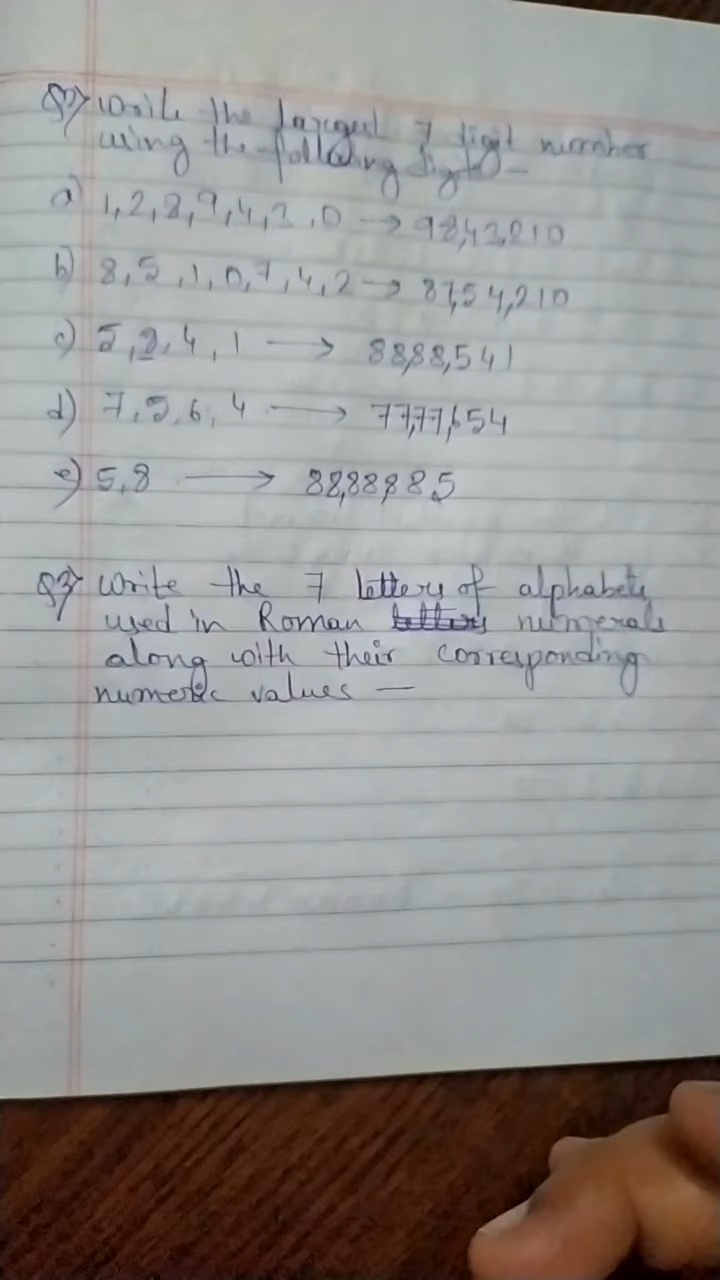 Q2) Write the largest 7 digit number
using the following digits -
a) 1,2,8,9,4,3,0 → 98,43,210
b) 8,5,1,0,7,4,2 → 87,54,210
c) 5,8,4,1 → 88,88,541
d) 7,5,6,4 → 77,77,654
e) 5,8 → 88,88,885
Q3) Write the 7 letters of alphabets
used in Roman numerals
along with their corresponding
numeric values —